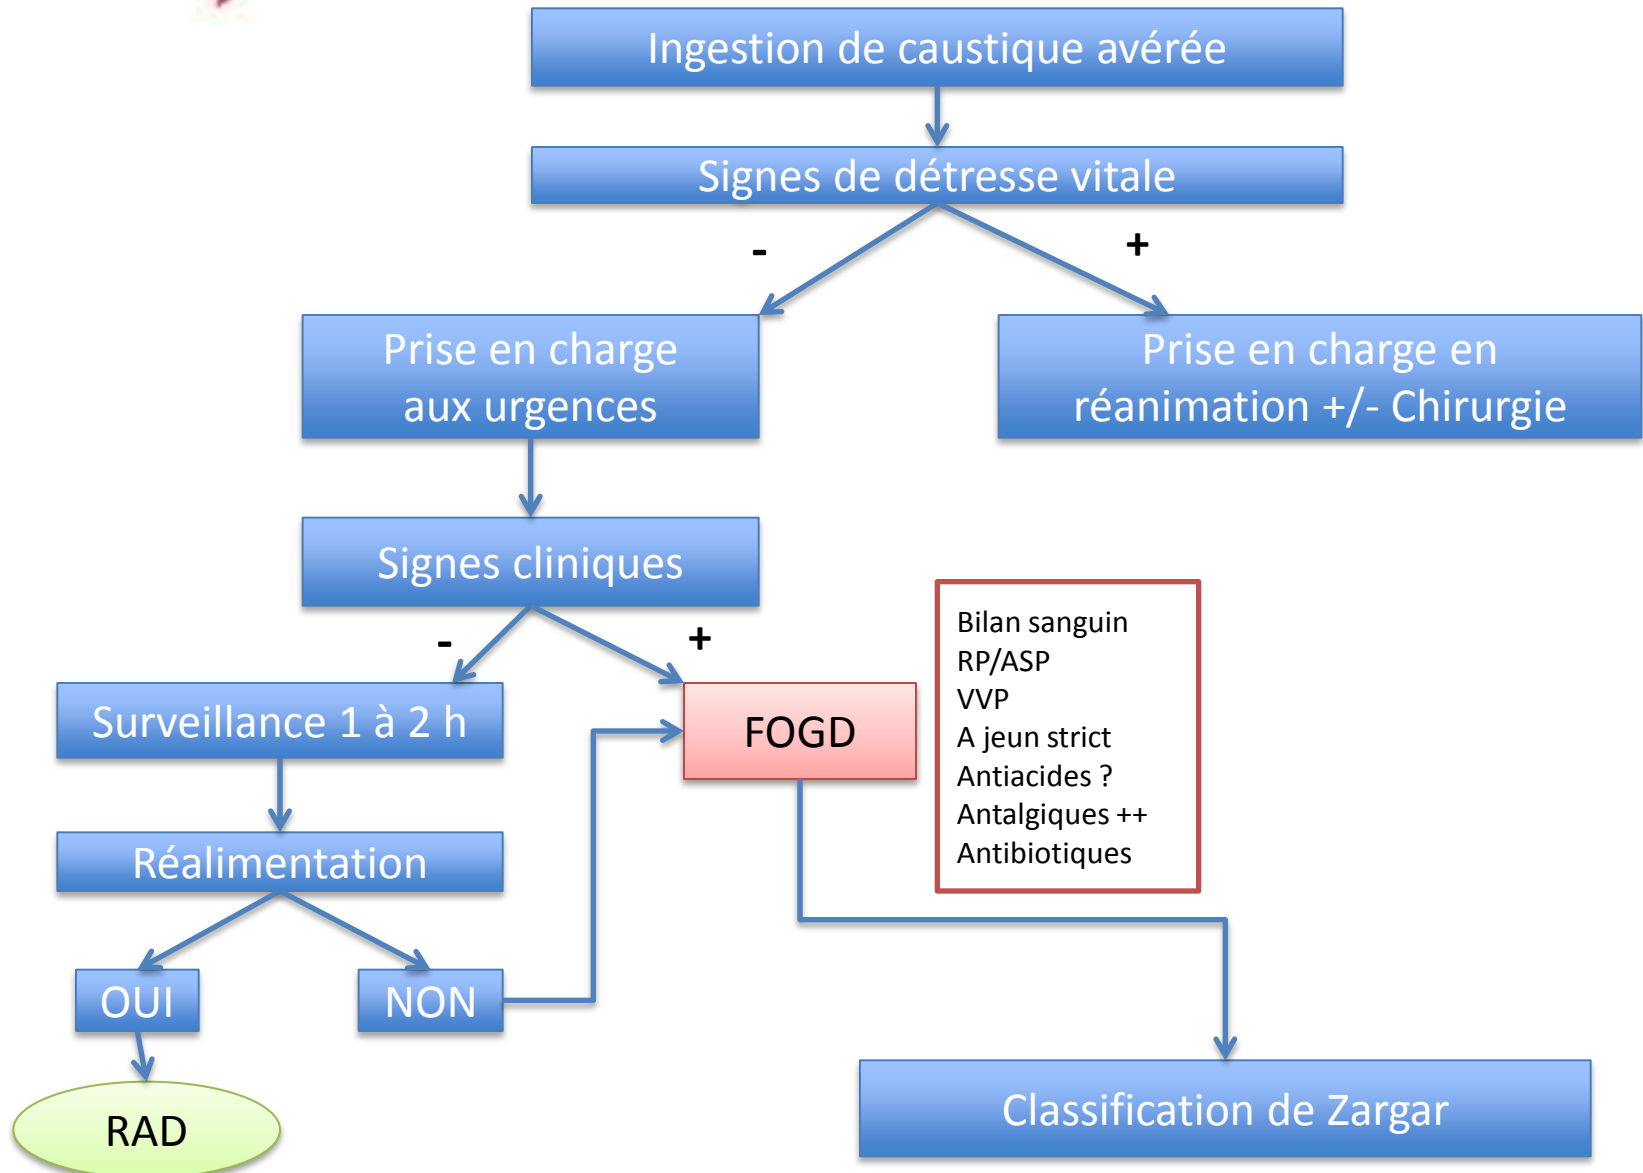 Ingestion de caustique avérée
Signes de détresse vitale
-
+
Prise en charge
aux urgences
Prise en charge en
réanimation +/- Chirurgie
Signes cliniques
-
+
Bilan sanguin
RP/ASP
VVP
A jeun strict
Antiacides ?
Antalgiques ++
Antibiotiques
Surveillance 1 à 2 h
FOGD
Réalimentation
OUI
NON
RAD
Classification de Zargar